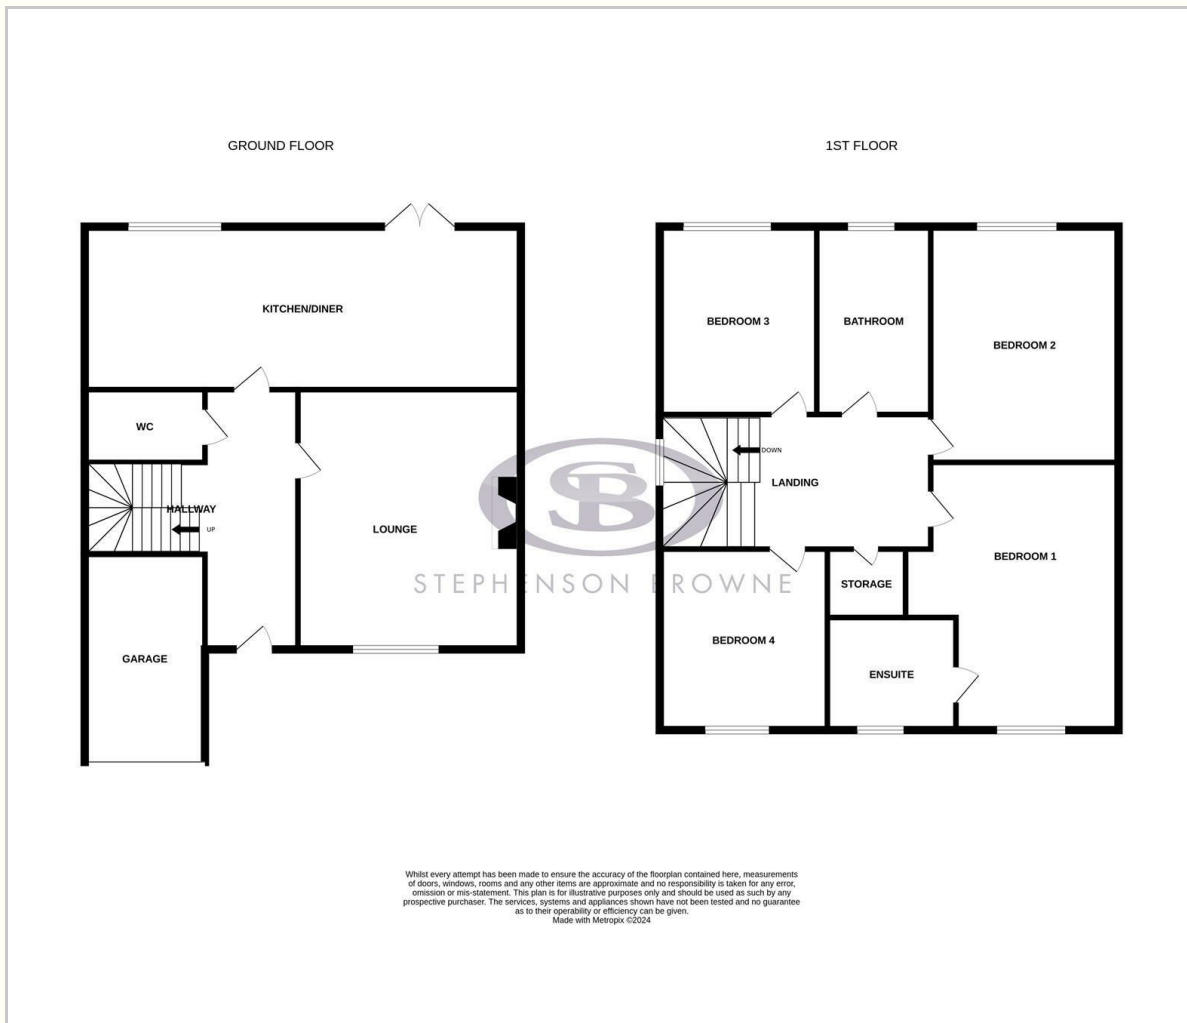 GROUND FLOOR
KITCHEN/DINER
WC
HALLWAY
UP
LOUNGE
GARAGE
1ST FLOOR
BEDROOM 3
BATHROOM
BEDROOM 2
DOWN
LANDING
BEDROOM 1
STORAGE
BEDROOM 4
ENSUITE
SB
STEPHENSON BROWNE
Whilst every attempt has been made to ensure the accuracy of the floorplan contained here, measurements
of doors, windows, rooms and any other items are approximate and no responsibility is taken for any error,
omission or mis-statement. This plan is for illustrative purposes only and should be used as such by any
prospective purchaser. The services, systems and appliances shown have not been tested and no guarantee
as to their operability or efficiency can be given.
Made with Metropix ©2024